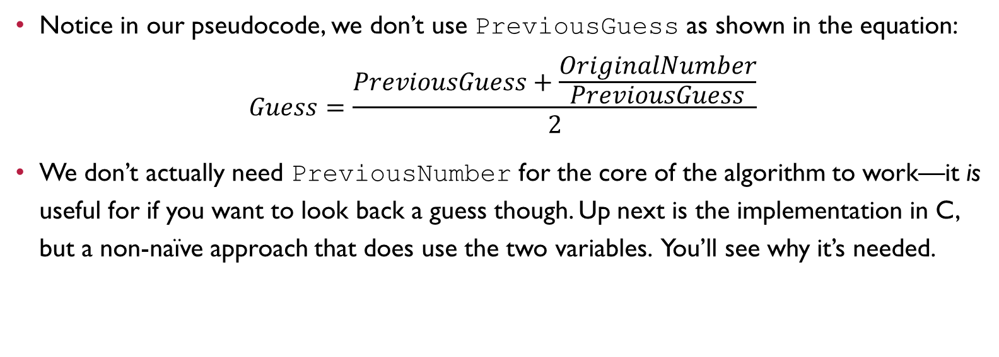 • Notice in our pseudocode, we don’t use PreviousGuess as shown in the equation:
OriginalNumber
PreviousGuess +
PreviousGuess
Guess =
2
• We don’t actually need PreviousNumber for the core of the algorithm to work—it is
useful for if you want to look back a guess though. Up next is the implementation in C,
but a non-naïve approach that does use the two variables. You’ll see why it’s needed.